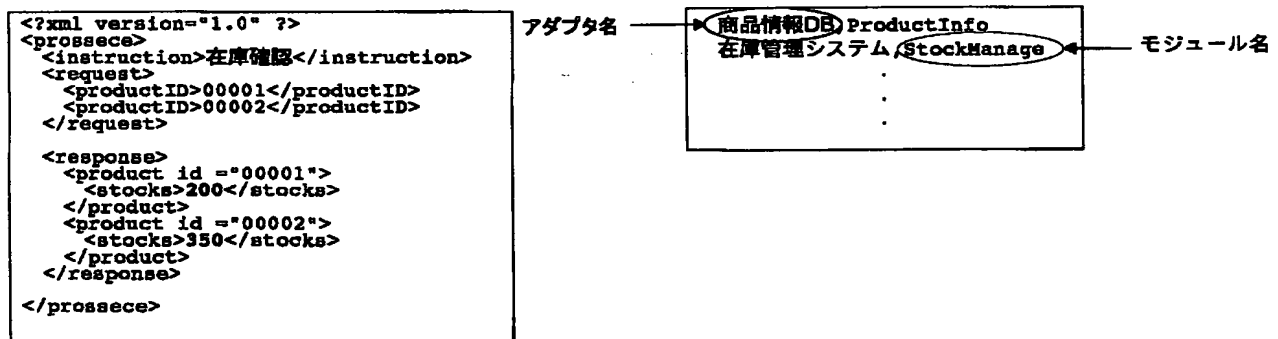 <?xml version="1.0" ?>
<prossece>
<instruction>在庫確認</instruction>
<request>
<productID>00001</productID>
<productID>00002</productID>
</request>
<response>
<product id ="00001">
<stocks>200</stocks>
</product>
<product id ="00002">
<stocks>350</stocks>
</product>
</response>
</prossece>
アダプタ名
商品情報DB,ProductInfo
在庫管理システム,StockManage
モジュール名